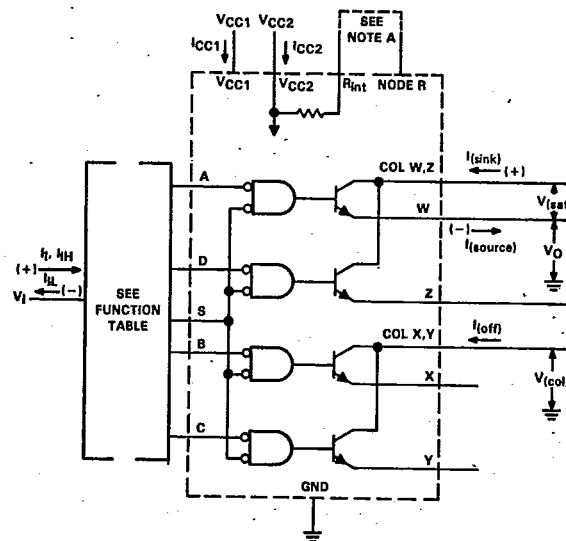 VCC1 VCC2
SEE
NOTE A
ICC1 ICC2
VCC1 VCC2 Rint NODE R
COL W,Z I(sink) (+)
A
V(sat)
W (-)
I(source)
VO
D
(+) II, IIH
IIL (-)
VI
SEE
FUNCTION
TABLE
Z
S
COL X,Y I(off)
B
X
V(col)
C
Y
GND